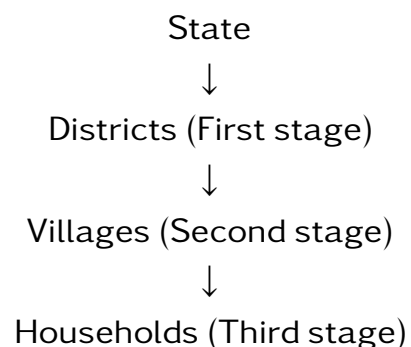 State
↓
Districts (First stage)
↓
Villages (Second stage)
↓
Households (Third stage)